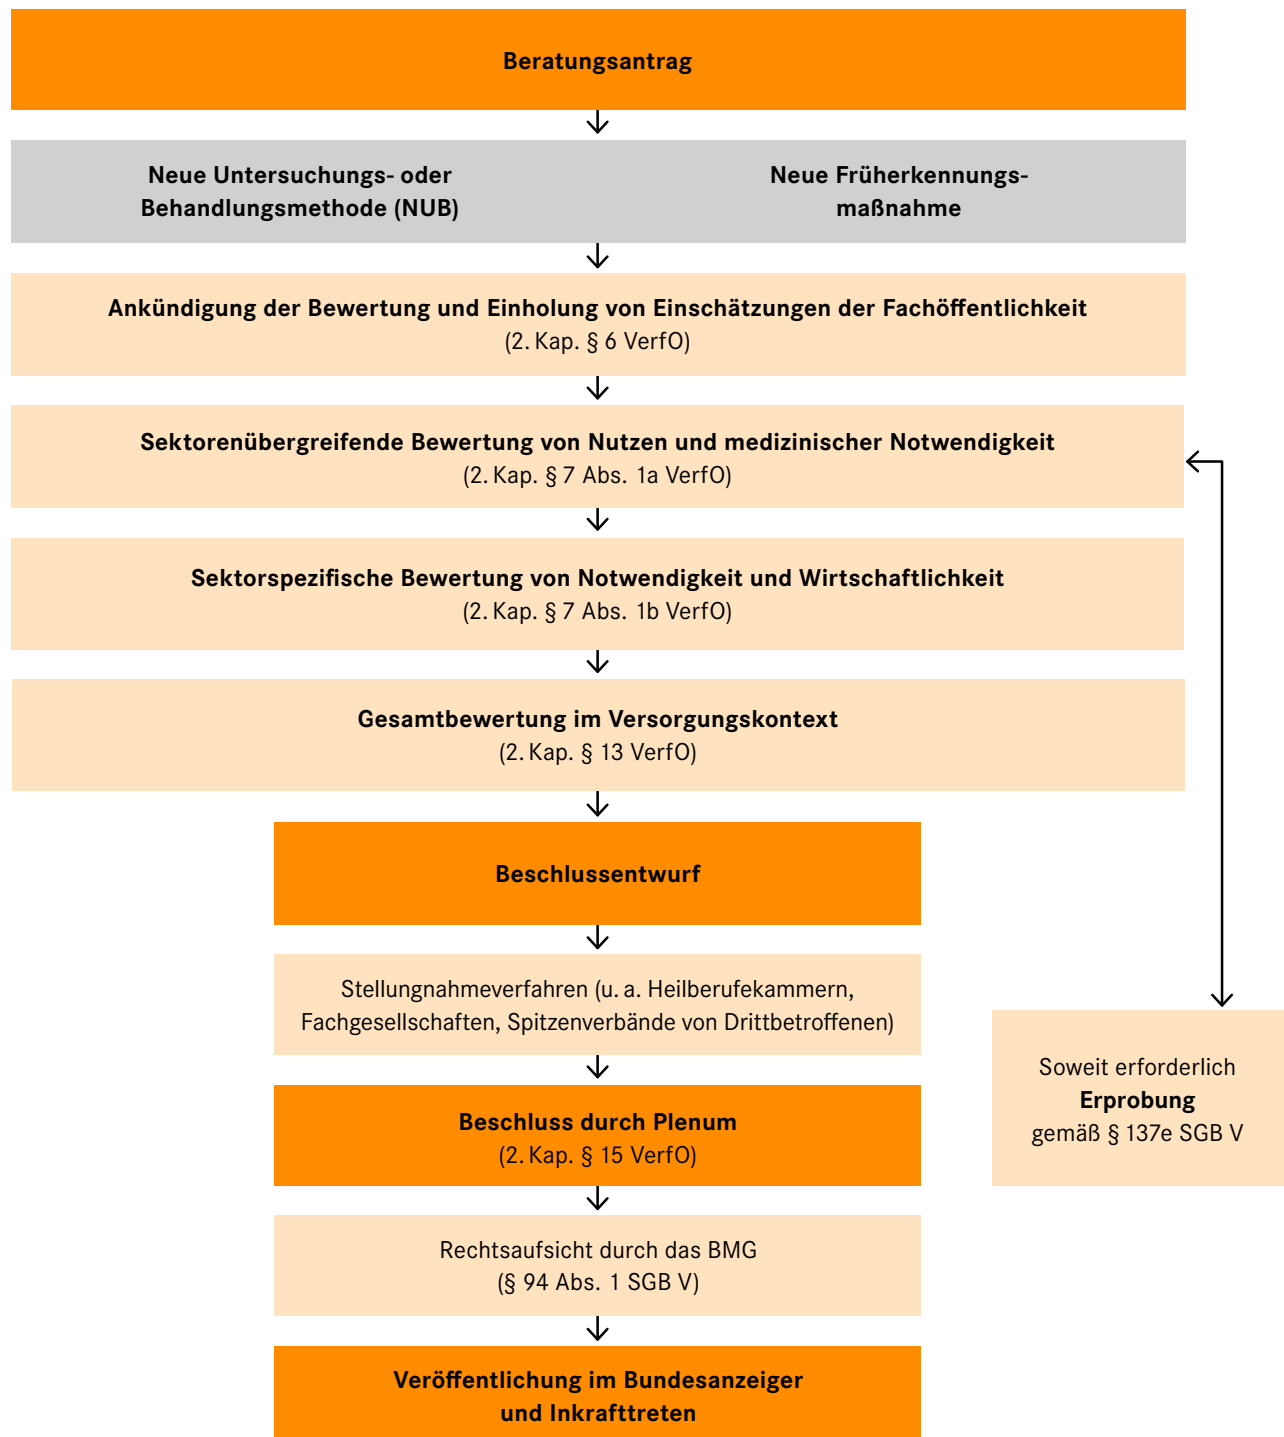 Beratungsantrag
Neue Untersuchungs- oder
Behandlungsmethode (NUB)
Neue Früherkennungs-
maßnahme
Ankündigung der Bewertung und Einholung von Einschätzungen der Fachöffentlichkeit
(2. Kap. § 6 VerfO)
Sektorenübergreifende Bewertung von Nutzen und medizinischer Notwendigkeit
(2. Kap. § 7 Abs. 1a VerfO)
Sektorspezifische Bewertung von Notwendigkeit und Wirtschaftlichkeit
(2. Kap. § 7 Abs. 1b VerfO)
Gesamtbewertung im Versorgungskontext
(2. Kap. § 13 VerfO)
Beschlussentwurf
Stellungnahmeverfahren (u. a. Heilberufekammern,
Fachgesellschaften, Spitzenverbände von Drittbetroffenen)
Soweit erforderlich
Erprobung
gemäß § 137e SGB V
Beschluss durch Plenum
(2. Kap. § 15 VerfO)
Rechtsaufsicht durch das BMG
(§ 94 Abs. 1 SGB V)
Veröffentlichung im Bundesanzeiger
und Inkrafttreten